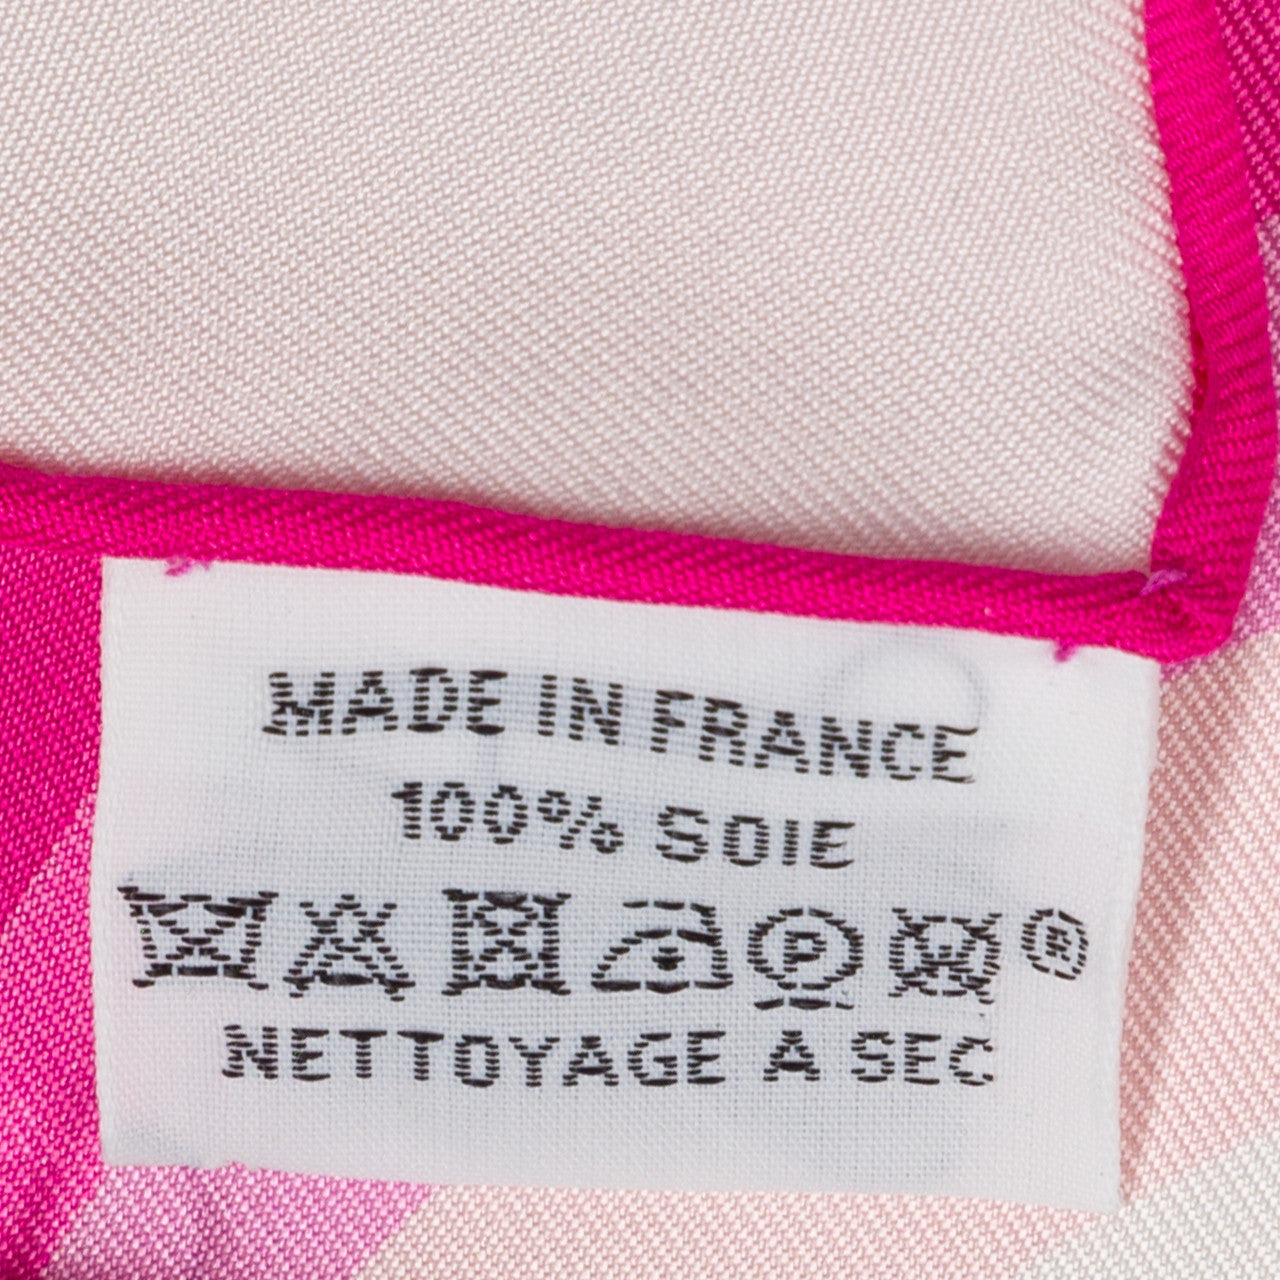 MADE IN FRANCE
100% SOIE
P W ®
NETTOYAGE A SEC